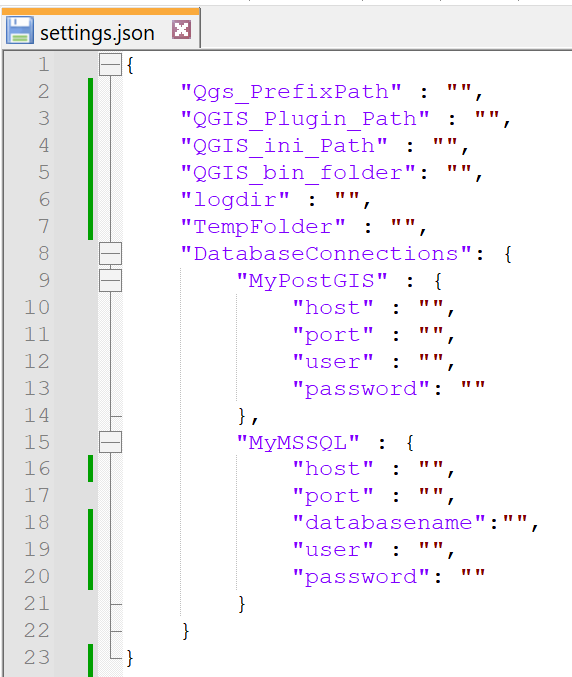 settings.json
1 {
2 "Qgs_PrefixPath" : "",
3 "QGIS_Plugin_Path" : "",
4 "QGIS_ini_Path" : "",
5 "QGIS_bin_folder": "",
6 "logdir" : "",
7 "TempFolder" : "",
8 "DatabaseConnections": {
9 "MyPostGIS" : {
10 "host" : "",
11 "port" : "",
12 "user" : "",
13 "password": ""
14 },
15 "MyMSSQL" : {
16 "host" : "",
17 "port" : "",
18 "databasename":"",
19 "user" : "",
20 "password": ""
21 }
22 }
23 }